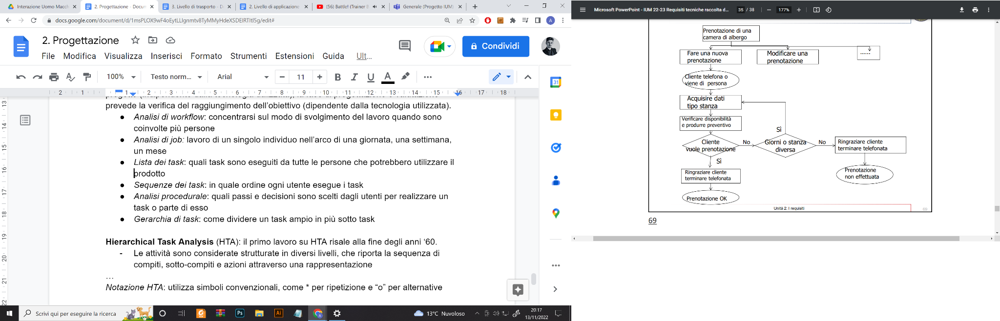 Interazione Uomo Macch
2. Progettazione - Docum
3. Livello di trasporto - D
2. Livello di applicazione
(56) Battle! (Trainer B
Generale (Progetto IUM)
docs.google.com/document/d/1msPLOX9wF4oEytLLIgnmtv8TyMMyHdeXSDEIRTItI5g/edit#
2. Progettazione
Condividi
File Modifica Visualizza Inserisci Formato Strumenti Estensioni Guida Ult...
100% Testo norm... Arial 11
2 1 1 2 3 4 5 6 7 8 9 10 11 12 13 14 15 16 17 18
prevede la verifica del raggiungimento dell'obiettivo (dipendente dalla tecnologia utilizzata).
● Analisi di workflow: concentrarsi sul modo di svolgimento del lavoro quando sono
coinvolte più persone
● Analisi di job: lavoro di un singolo individuo nell'arco di una giornata, una settimana,
un mese
● Lista dei task: quali task sono eseguiti da tutte le persone che potrebbero utilizzare il
prodotto
● Sequenze dei task: in quale ordine ogni utente esegue i task
● Analisi procedurale: quali passi e decisioni sono scelti dagli utenti per realizzare un
task o parte di esso
● Gerarchia di task: come dividere un task ampio in più sotto task
Hierarchical Task Analysis (HTA): il primo lavoro su HTA risale alla fine degli anni '60.
- Le attività sono considerate strutturate in diversi livelli, che riporta la sequenza di
compiti, sotto-compiti e azioni attraverso una rappresentazione
...
Notazione HTA: utilizza simboli convenzionali, come * per ripetizione e "o" per alternative
13
14
15
16
17
18
19
20
21
22
31
Scrivi qui per eseguire la ricerca
13°C Nuvoloso
20:17
13/11/2022
Microsoft PowerPoint - IUM 22-23 Requisiti tecniche raccolta d...
35 / 38
177%
Prenotazione di una
camera di albergo
Fare una nuova
prenotazione
Modificare una
prenotazione
......
Cliente telefona o
viene di persona
Acquisire dati
tipo stanza
Verificare disponibilità
e produrre preventivo
Sì
Cliente
vuole prenotazione
No
Giorni o stanza
diversa
No
Ringraziare cliente
terminare telefonata
Sì
Ringraziare cliente
terminare telefonata
Prenotazione
non effettuata
Prenotazione OK
Unità 2: I requisiti
69
69